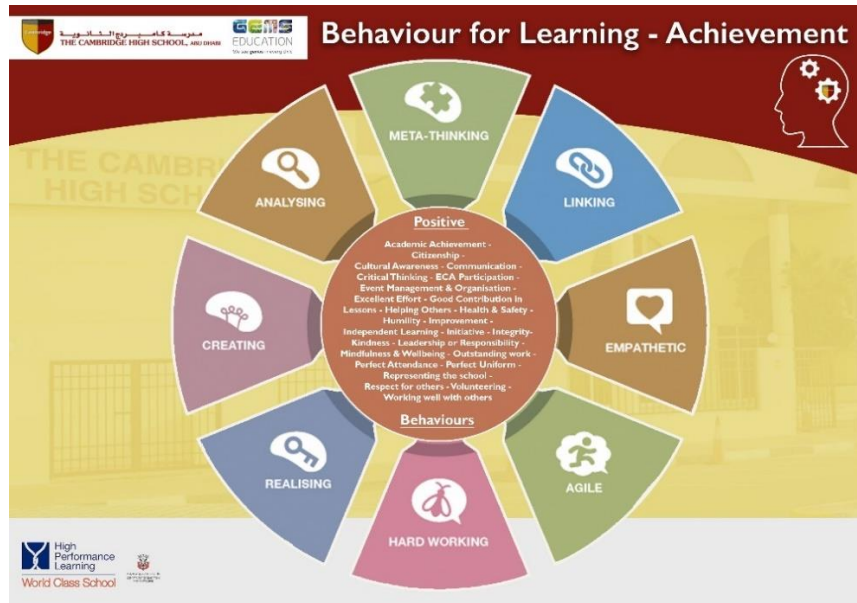 مدرسة كامبريدج الثانوية
THE CAMBRIDGE HIGH SCHOOL, ABU DHABI
GEMS
EDUCATION
Behaviour for Learning - Achievement
THE CAMBR
HIGH SCH
META-THINKING
LINKING
EMPATHETIC
AGILE
HARD WORKING
REALISING
CREATING
ANALYSING
Positive
Academic Achievement -
Citizenship -
Cultural Awareness - Communication -
Critical Thinking - ECA Participation -
Event Management & Organisation -
Excellent Effort - Good Contribution in
Lessons - Helping Others - Health & Safety -
Humility - Improvement -
Independent Learning - Initiative - Integrity-
Kindness - Leadership or Responsibility -
Mindfulness & Wellbeing - Outstanding work -
Perfect Attendance - Perfect Uniform -
Representing the school -
Respect for others - Volunteering -
Working well with others
Behaviours
High
Performance
Learning
World Class School